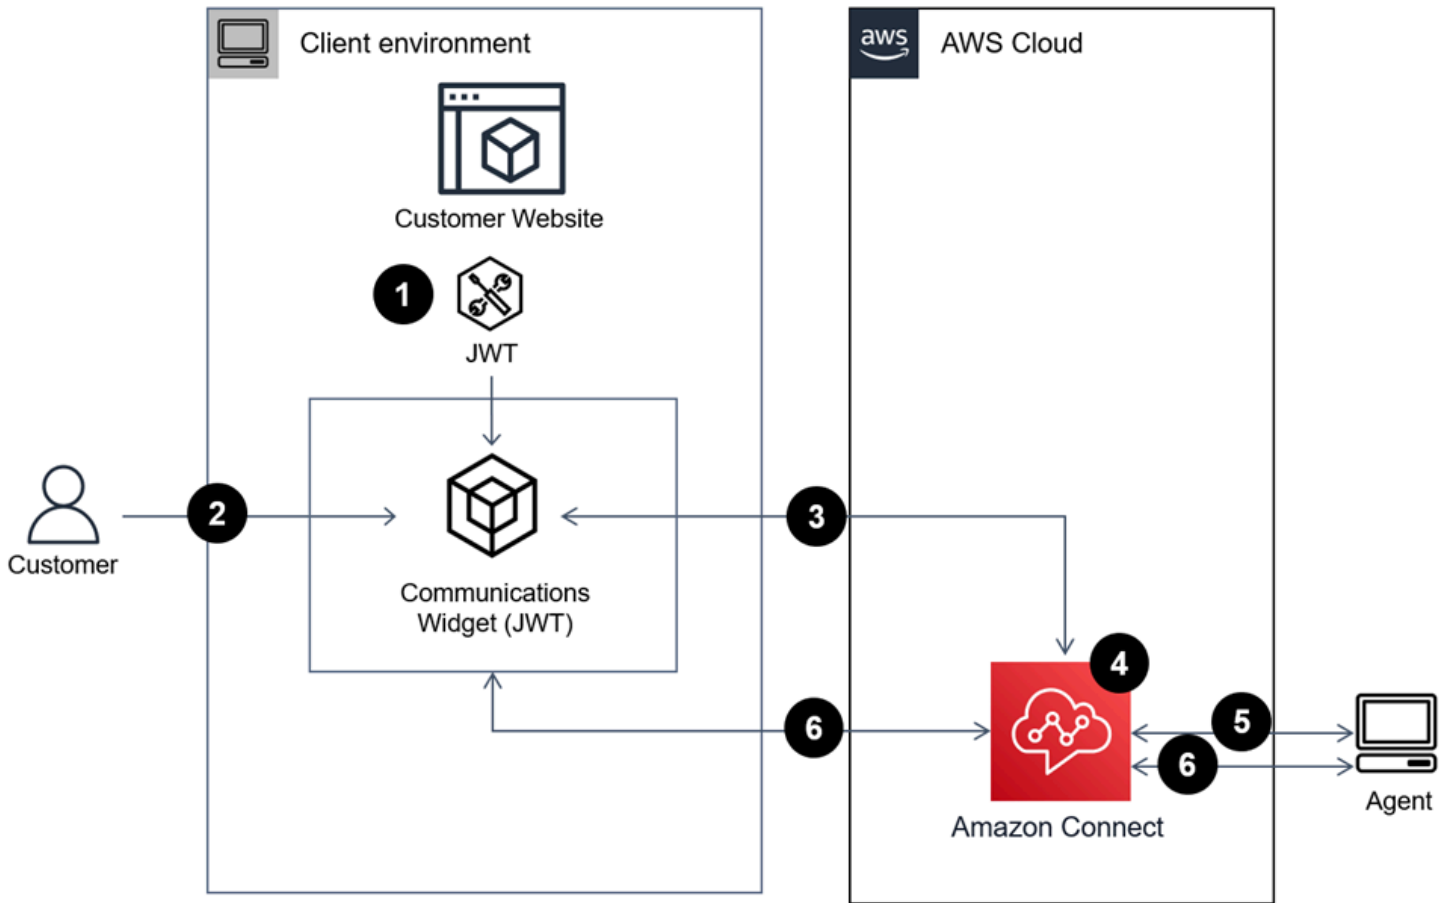 Client environment
aws
AWS Cloud
Customer Website
1
JWT
2
3
Customer
Communications
Widget (JWT)
4
6
5
6
Agent
Amazon Connect